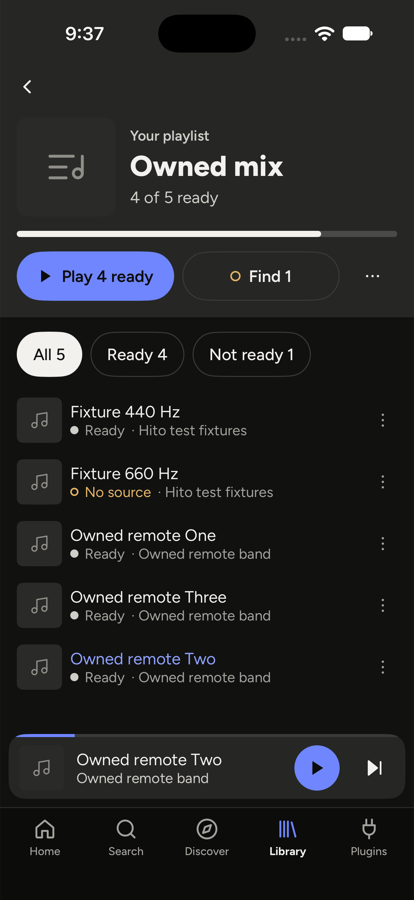 9:37
Your playlist
Owned mix
4 of 5 ready
Play 4 ready
Find 1
All 5
Ready 4
Not ready 1
Fixture 440 Hz
Ready · Hito test fixtures
Fixture 660 Hz
No source · Hito test fixtures
Owned remote One
Ready · Owned remote band
Owned remote Three
Ready · Owned remote band
Owned remote Two
Ready · Owned remote band
Owned remote Two
Owned remote band
Home
Search
Discover
Library
Plugins